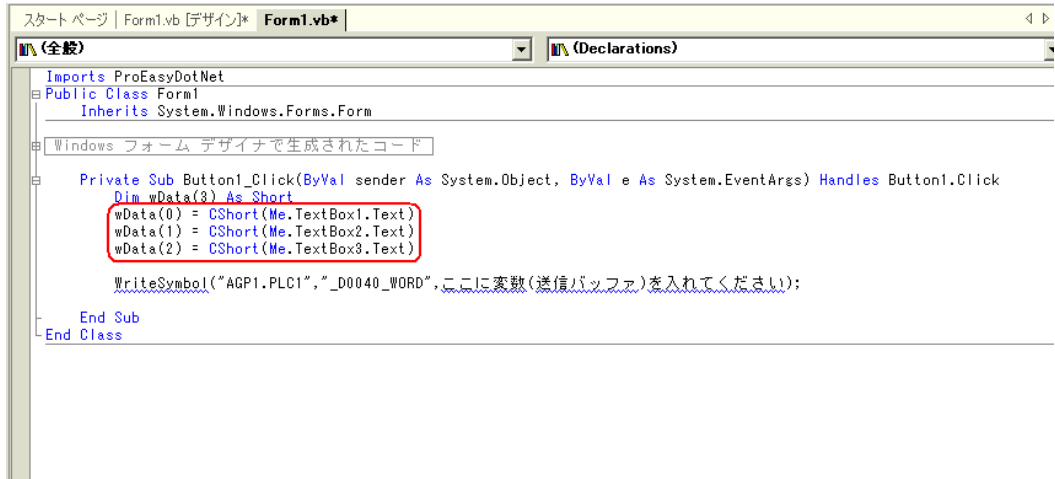 スタート ページ | Form1.vb [デザイン]* Form1.vb*
(全般) (Declarations)
Imports ProEasyDotNet
Public Class Form1
Inherits System.Windows.Forms.Form
Windows フォーム デザイナで生成されたコード
Private Sub Button1_Click(ByVal sender As System.Object, ByVal e As System.EventArgs) Handles Button1.Click
Dim wData(3) As Short
wData(0) = CShort(Me.TextBox1.Text)
wData(1) = CShort(Me.TextBox2.Text)
wData(2) = CShort(Me.TextBox3.Text)
WriteSymbol("AGP1.PLC1","_D0040_WORD",ここに変数(送信バッファ)を入れてください);
End Sub
End Class